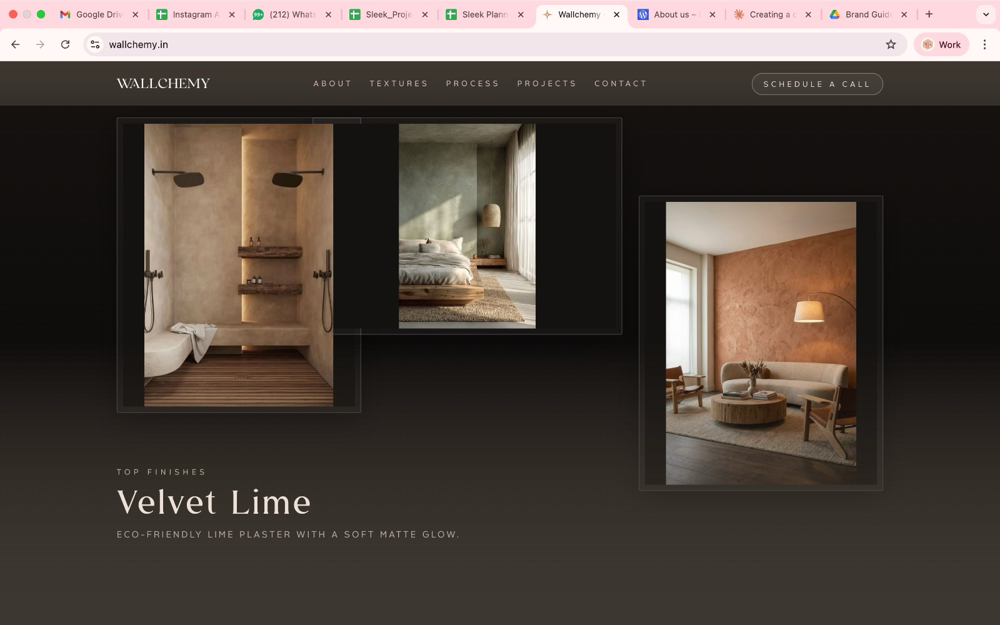 Google Driv
Instagram A
99+
(212) Whats
Sleek_Proje
Sleek Plann
Wallchemy
About us –
Creating a c
Brand Guide
wallchemy.in
Work
WALLCHEMY
ABOUT
TEXTURES
PROCESS
PROJECTS
CONTACT
SCHEDULE A CALL
TOP FINISHES
Velvet Lime
ECO-FRIENDLY LIME PLASTER WITH A SOFT MATTE GLOW.